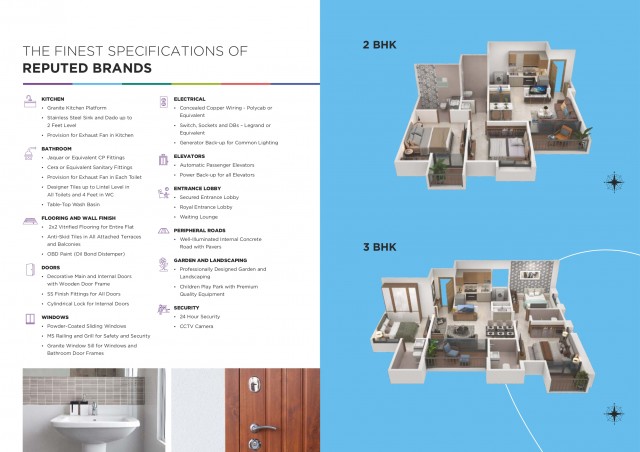 THE FINEST SPECIFICATIONS OF
REPUTED BRANDS
KITCHEN
• Granite Kitchen Platform
• Stainless Steel Sink and Dado up to
2 Feet Level
• Provision for Exhaust Fan in Kitchen
BATHROOM
• Jaquar or Equivalent CP Fittings
• Cera or Equivalent Sanitary Fittings
• Provision for Exhaust Fan in Each Toilet
• Designer Tiles up to Lintel Level in
All Toilets and 4 Feet in WC
• Table-Top Wash Basin
FLOORING AND WALL FINISH
• 2x2 Vitrified Flooring for Entire Flat
• Anti-Skid Tiles in All Attached Terraces
and Balconies
• OBD Paint (Oil Bond Distemper)
DOORS
• Decorative Main and Internal Doors
with Wooden Door Frame
• SS Finish Fittings for All Doors
• Cylindrical Lock for Internal Doors
WINDOWS
• Powder-Coated Sliding Windows
• MS Railing and Grill for Safety and Security
• Granite Window Sill for Windows and
Bathroom Door Frames
ELECTRICAL
• Concealed Copper Wiring - Polycab or
Equivalent
• Switch, Sockets and DBs – Legrand or
Equivalent
• Generator Back-up for Common Lighting
ELEVATORS
• Automatic Passenger Elevators
• Power Back-up for all Elevators
ENTRANCE LOBBY
• Secured Entrance Lobby
• Royal Entrance Lobby
• Waiting Lounge
PERIPHERAL ROADS
• Well-Illuminated Internal Concrete
Road with Pavers
GARDEN AND LANDSCAPING
• Professionally Designed Garden and
Landscaping
• Children Play Park with Premium
Quality Equipment
SECURITY
• 24 Hour Security
• CCTV Camera
2 BHK
3 BHK